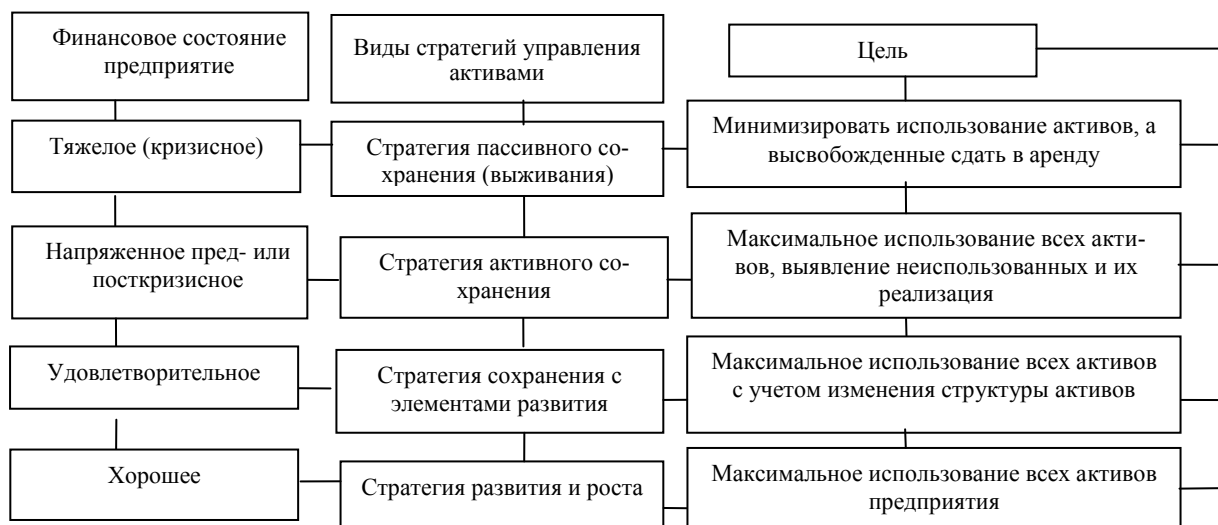 Финансовое состояние
предприятие
Виды стратегий управления
активами
Цель
Тяжелое (кризисное)
Стратегия пассивного со-
хранения (выживания)
Минимизировать использование активов, а
высвобожденные сдать в аренду
Напряженное пред- или
посткризисное
Стратегия активного со-
хранения
Максимальное использование всех акти-
вов, выявление неиспользованных и их
реализация
Удовлетворительное
Стратегия сохранения с
элементами развития
Максимальное использование всех активов
с учетом изменения структуры активов
Хорошее
Стратегия развития и роста
Максимальное использование всех активов
предприятия